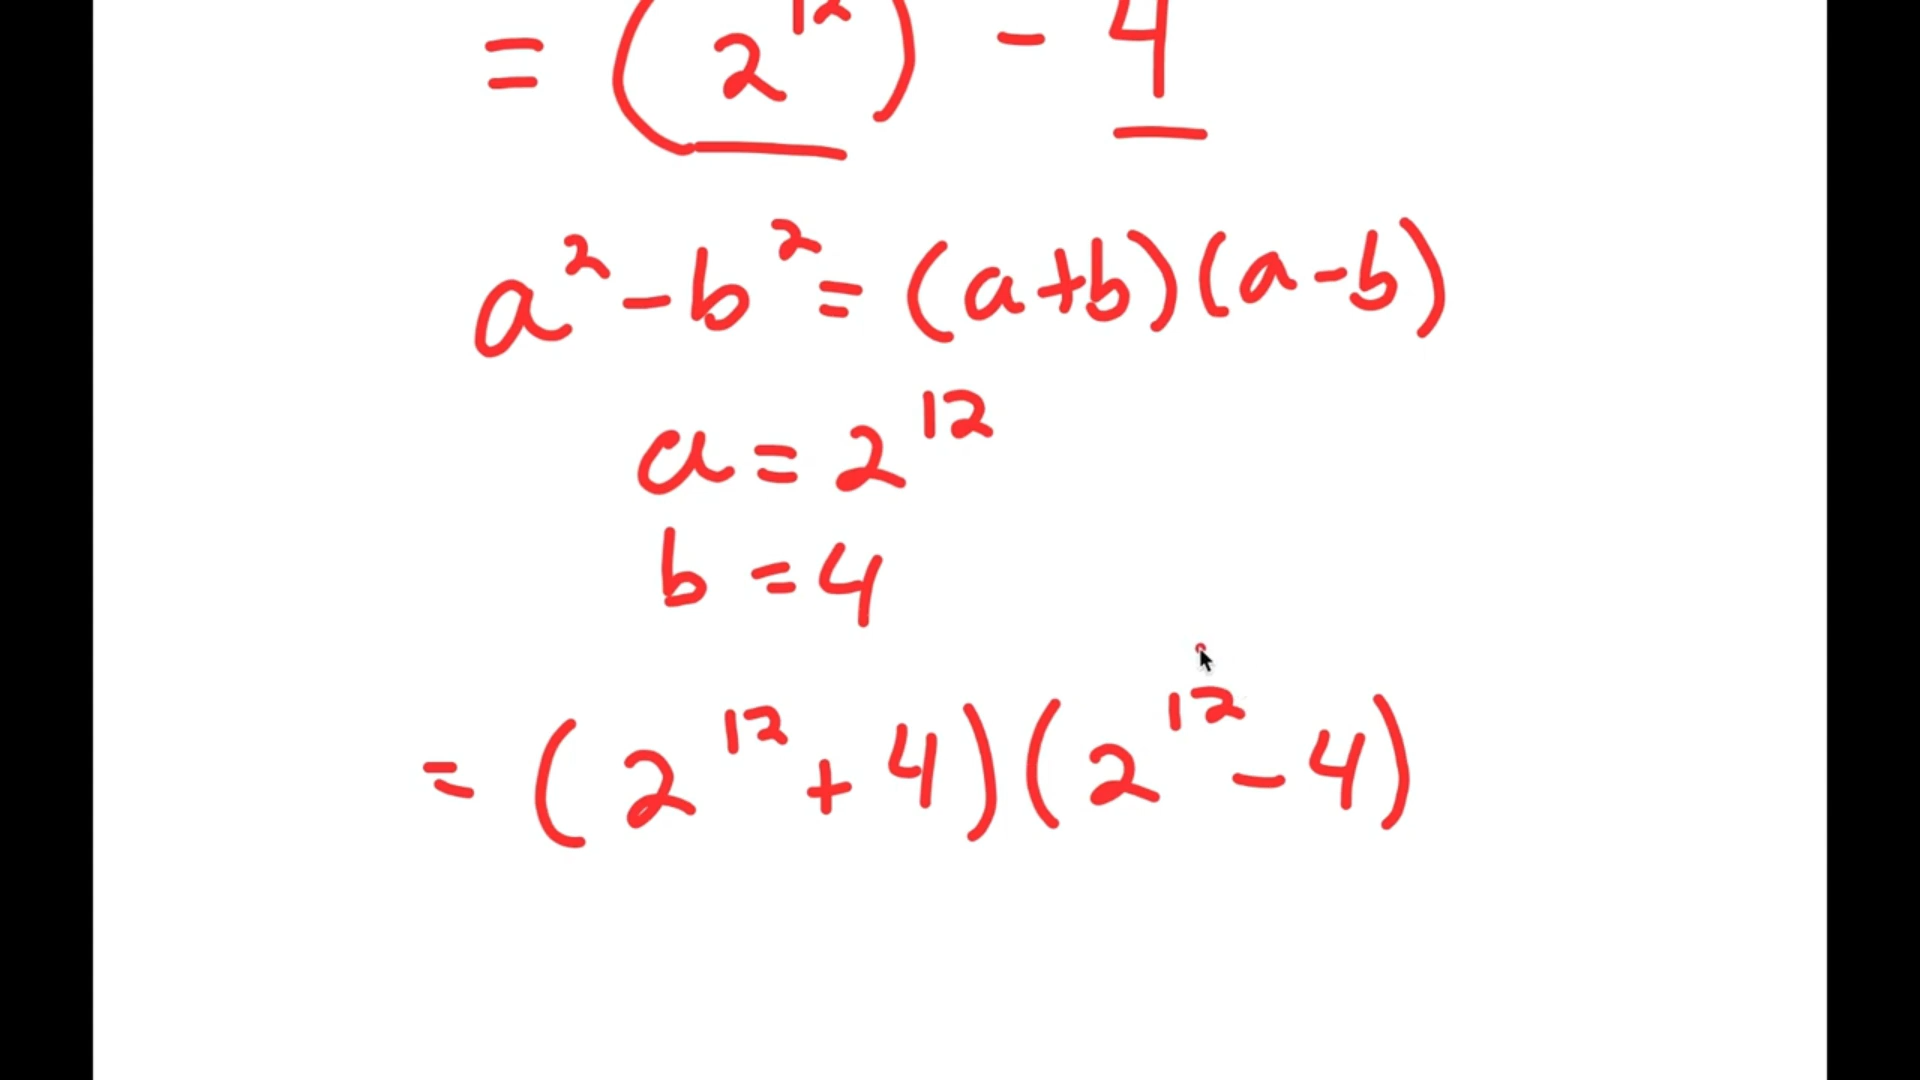 = (2¹²) - 4
a² - b² = (a+b)(a-b)
a = 2¹²
b = 4
= (2¹² + 4)(2¹² - 4)